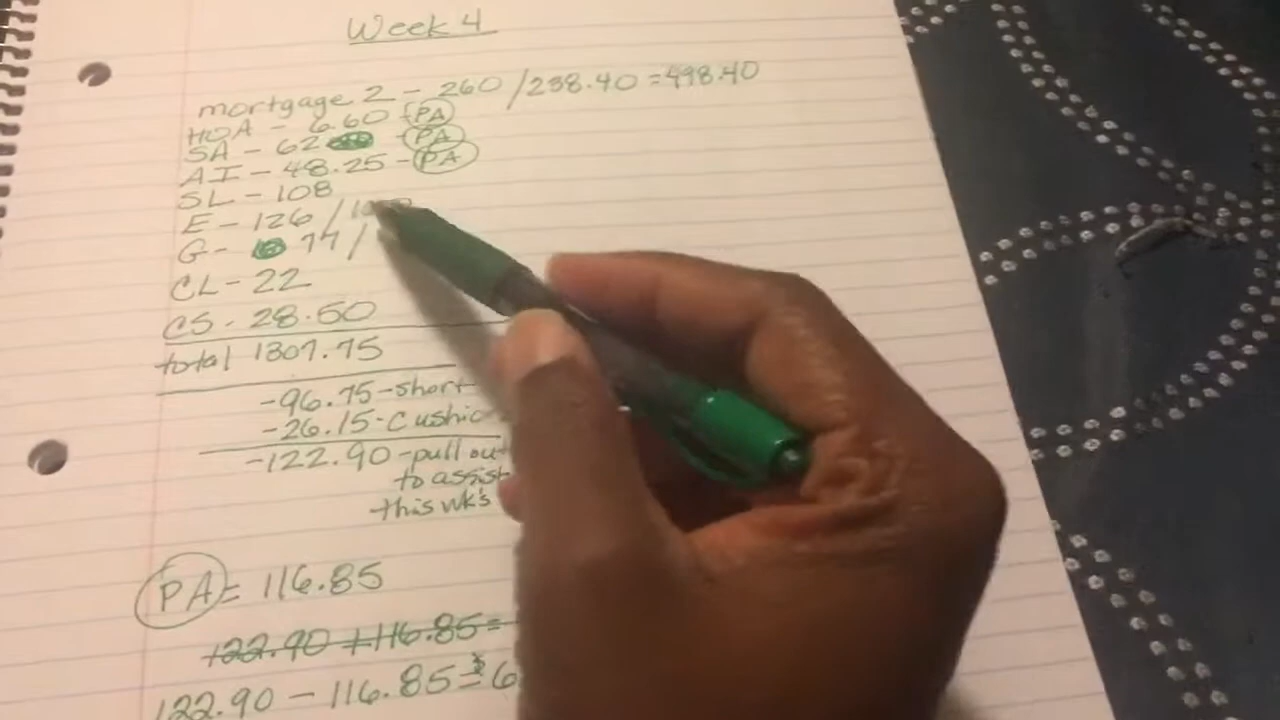 Week 4
mortgage 2 - 260 / 238.40 = 498.40
HOA - 6.60 - PA
SA - 62 - PA
AI - 48.25 - PA
SL - 108
E - 126 /
G - 77 /
CL - 22
CS - 28.50
total 1307.75
-96.75 - short
-26.15 -
-122.90 - pull out
to assist
this wk's
PA = 116.85
122.90 + 116.85 =
122.90 - 116.85 = $6